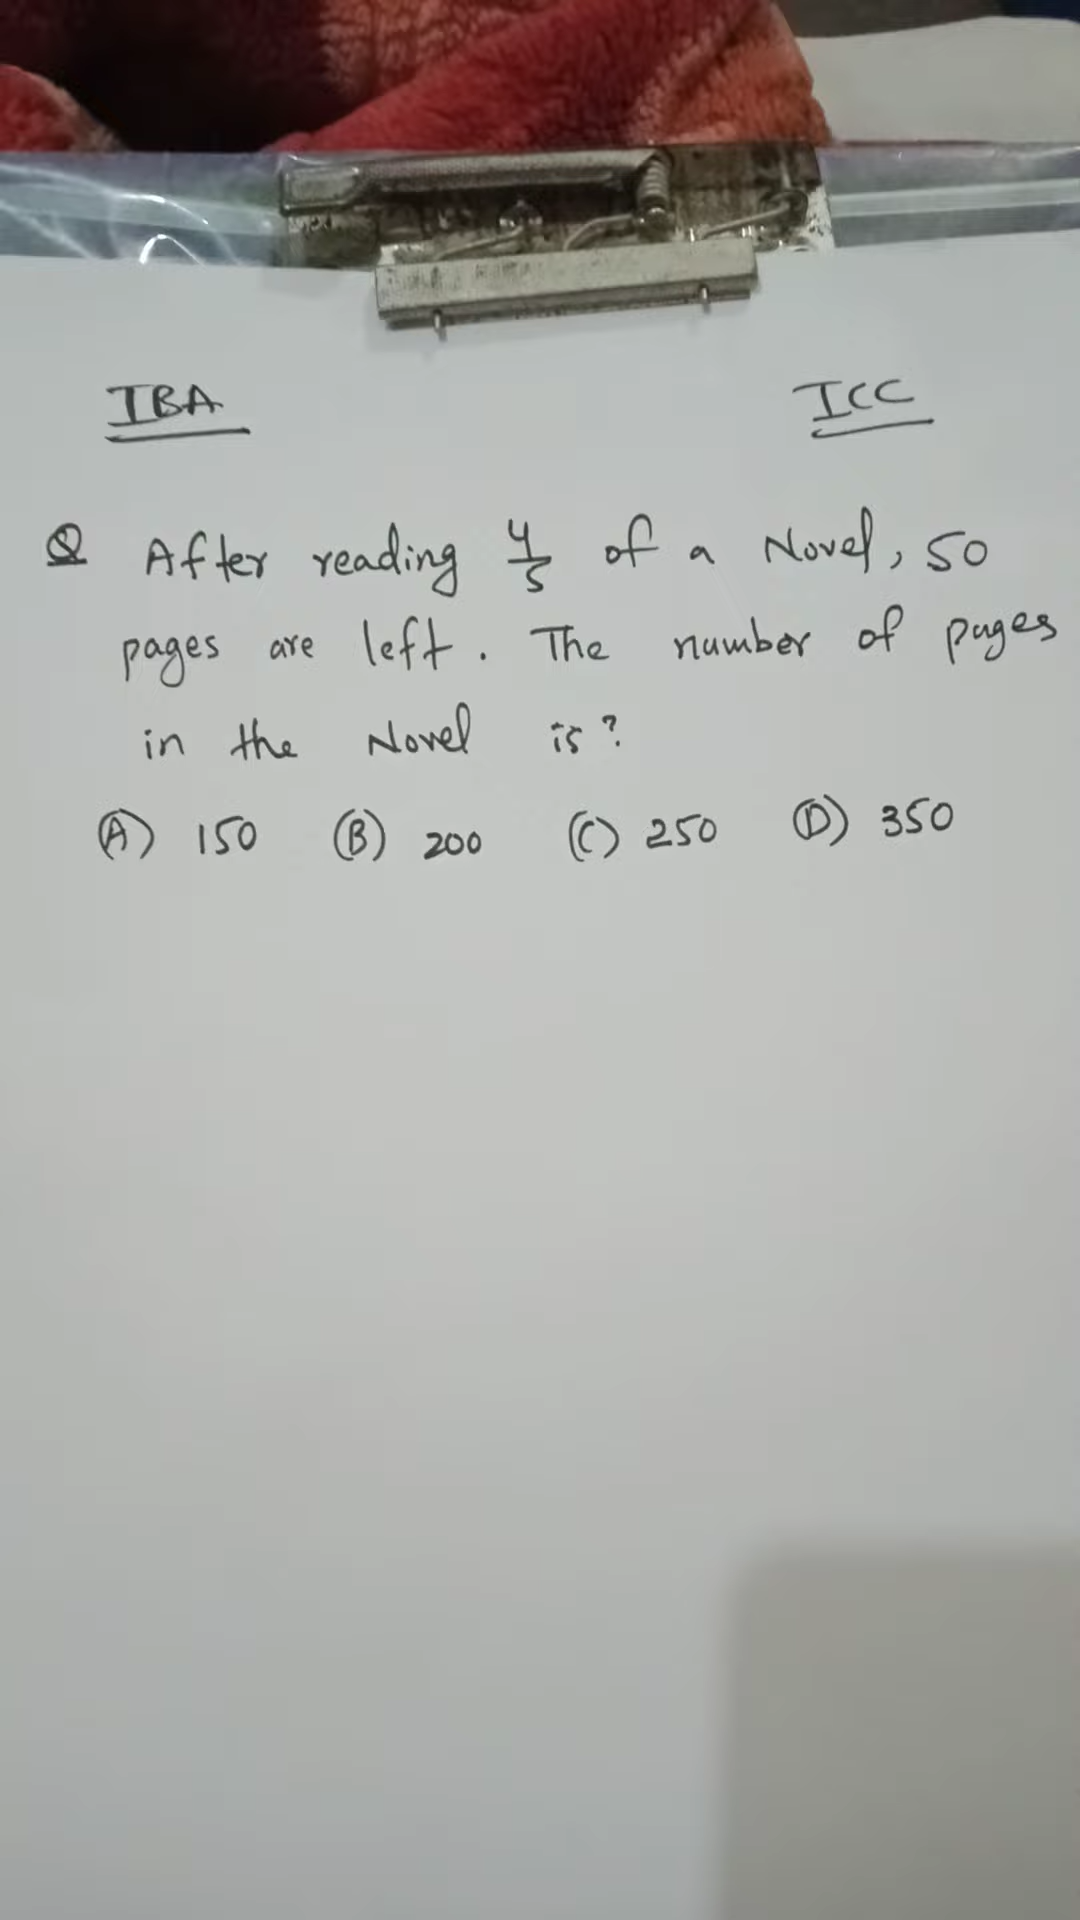 IBA ICC
Q After reading 4/5 of a Novel, 50
pages are left. The number of pages
in the Novel is?
(A) 150 (B) 200 (C) 250 (D) 350